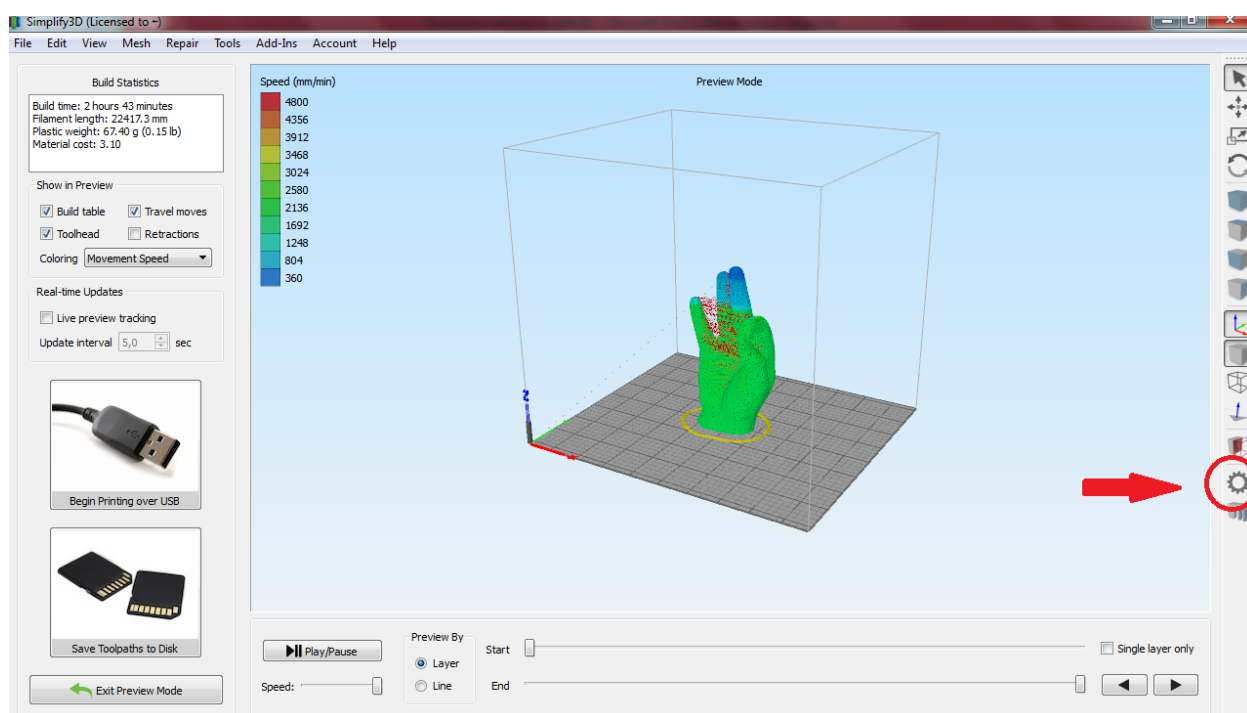 Simplify3D (Licensed to -)
File Edit View Mesh Repair Tools Add-Ins Account Help
Build Statistics
Build time: 2 hours 43 minutes
Filament length: 22417.3 mm
Plastic weight: 67.40 g (0.15 lb)
Material cost: 3.10
Show in Preview
Build table
Travel moves
Toolhead
Retractions
Coloring Movement Speed
Real-time Updates
Live preview tracking
Update interval 5,0 sec
Begin Printing over USB
Save Toolpaths to Disk
Exit Preview Mode
Speed (mm/min)
4800
4356
3912
3468
3024
2580
2136
1692
1248
804
360
Preview Mode
Z
Play/Pause
Speed:
Preview By
Layer
Line
Start
End
Single layer only